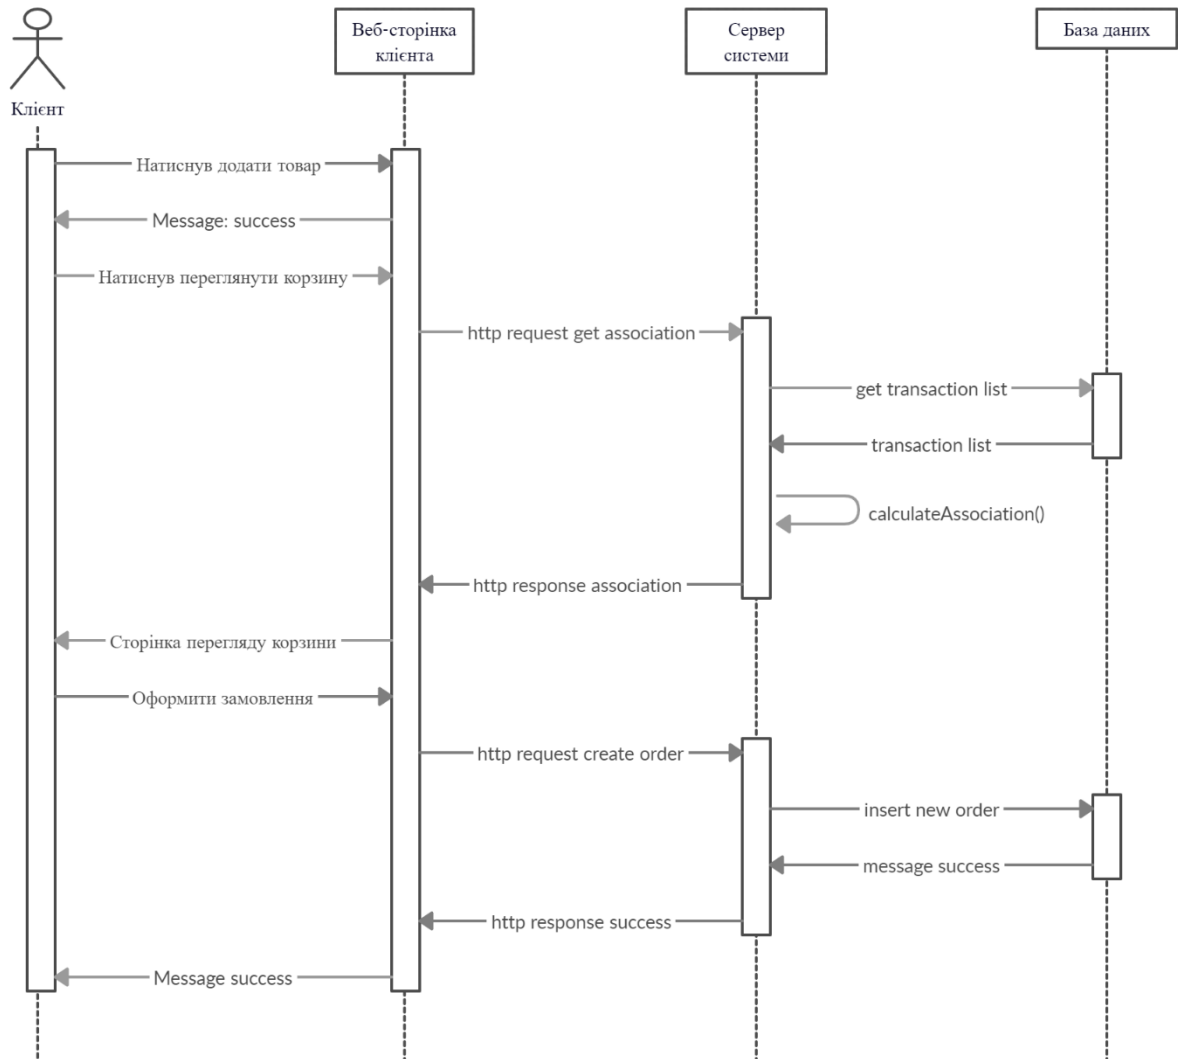 Веб-сторінка
клієнта
Сервер
системи
База даних
Клієнт
Натиснув додати товар
Message: success
Натиснув переглянути корзину
http request get association
get transaction list
transaction list
calculateAssociation()
http response association
Сторінка перегляду корзини
Оформити замовлення
http request create order
insert new order
message success
http response success
Message success